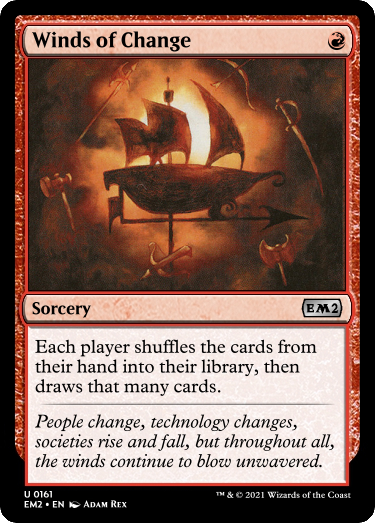 Winds of Change
Sorcery
EM2
Each player shuffles the cards from
their hand into their library, then
draws that many cards.
People change, technology changes,
societies rise and fall, but throughout all,
the winds continue to blow unwavered.
U 0161
EM2 • EN Adam Rex
™ & © 2021 Wizards of the Coast